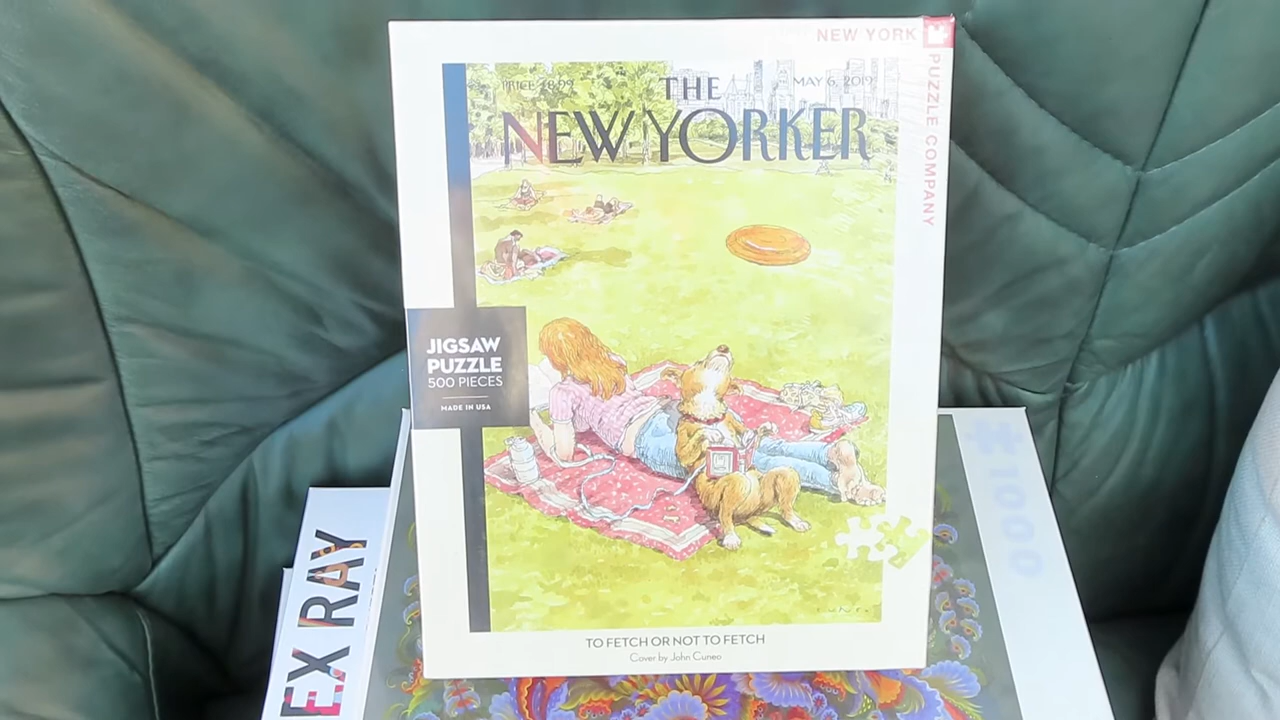 NEW YORK
PUZZLE COMPANY
PRICE $8.99
THE
MAY 6, 2019
NEW YORKER
JIGSAW
PUZZLE
500 PIECES
MADE IN USA
TO FETCH OR NOT TO FETCH
Cover by John Cuneo
EX RAY
1000